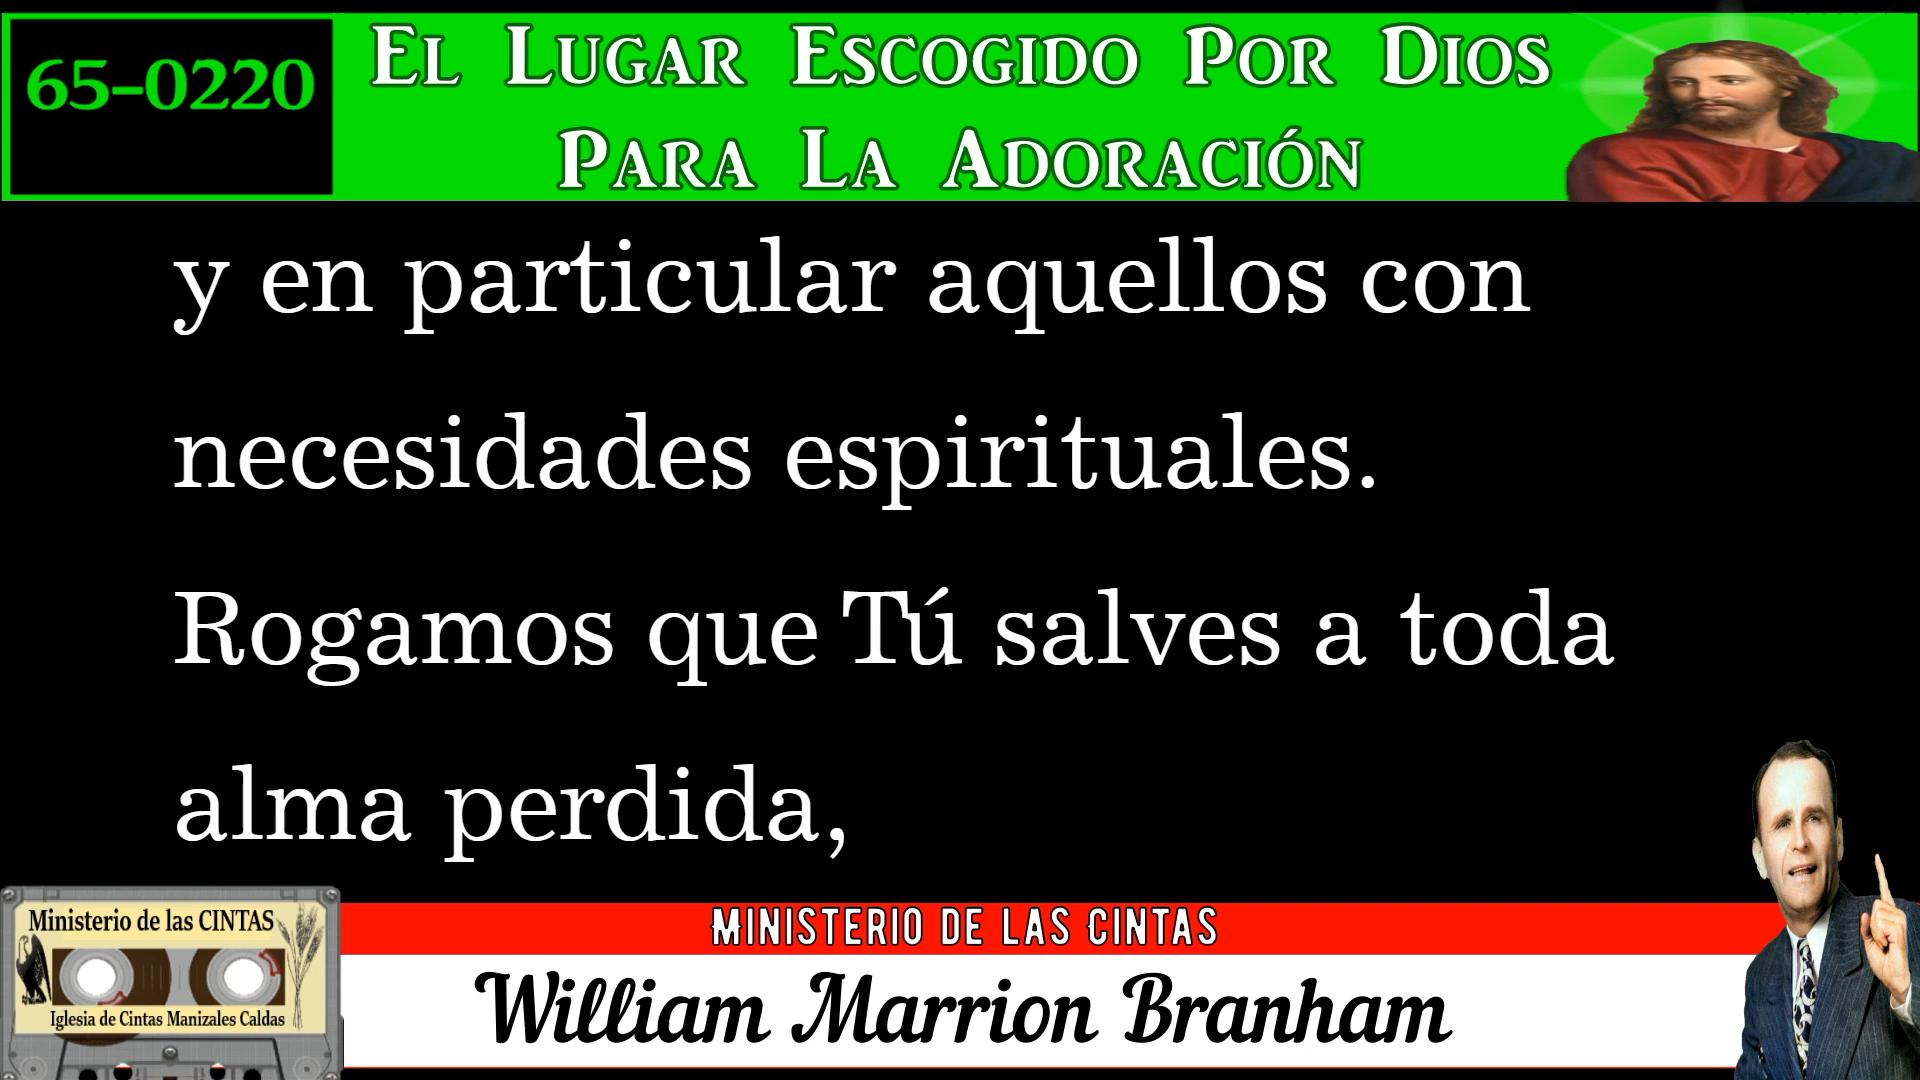 65-0220
El Lugar Escogido Por Dios
Para La Adoración
y en particular aquellos con
necesidades espirituales.
Rogamos que Tú salves a toda
alma perdida,
Ministerio de las CINTAS
Iglesia de Cintas Manizales Caldas
MINISTERIO DE LAS CINTAS
William Marrion Branham